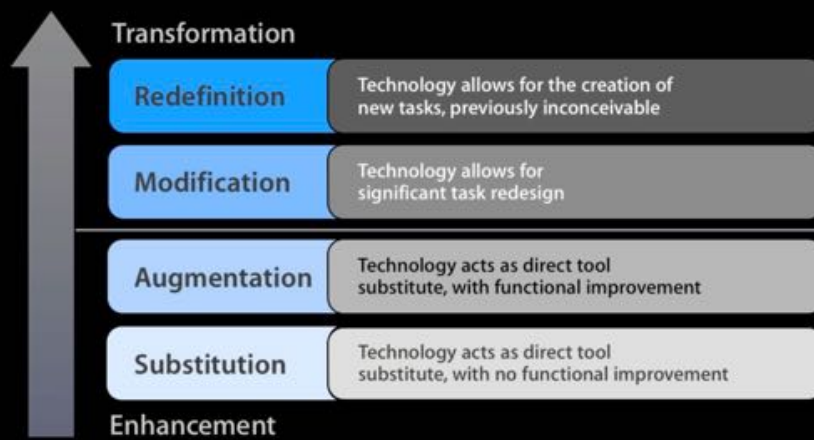 Transformation
Redefinition
Technology allows for the creation of
new tasks, previously inconceivable
Modification
Technology allows for
significant task redesign
Augmentation
Technology acts as direct tool
substitute, with functional improvement
Substitution
Technology acts as direct tool
substitute, with no functional improvement
Enhancement